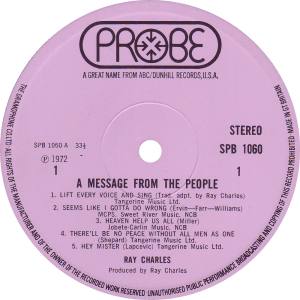 PROBE
A GREAT NAME FROM ABC/DUNHILL RECORDS, U.S.A.
STEREO
SPB 1060 A 33⅓
SPB 1060
℗ 1972
1
1
A MESSAGE FROM THE PEOPLE
1. LIFT EVERY VOICE AND SING (Trad. adpt. by Ray Charles)
Tangerine Music Ltd.
2. SEEMS LIKE I GOTTA DO WRONG (Ervin—Farr—Williams)
MCPS, Sweet River Music. NCB
3. HEAVEN HELP US ALL (Miller)
Jobete-Carlin Music. NCB
4. THERE'LL BE NO PEACE WITHOUT ALL MEN AS ONE
(Shepard) Tangerine Music Ltd.
5. HEY MISTER (Lapcevic) Tangerine Music Ltd.
RAY CHARLES
Produced by Ray Charles
THE GRAMOPHONE CO. LTD. ALL RIGHTS OF THE MANUFACTURER AND OF THE OWNER OF THE RECORDED WORK RESERVED UNAUTHORISED PUBLIC PERFORMANCE BROADCASTING AND COPYING OF THIS RECORD PROHIBITED MADE IN GT BRITAIN